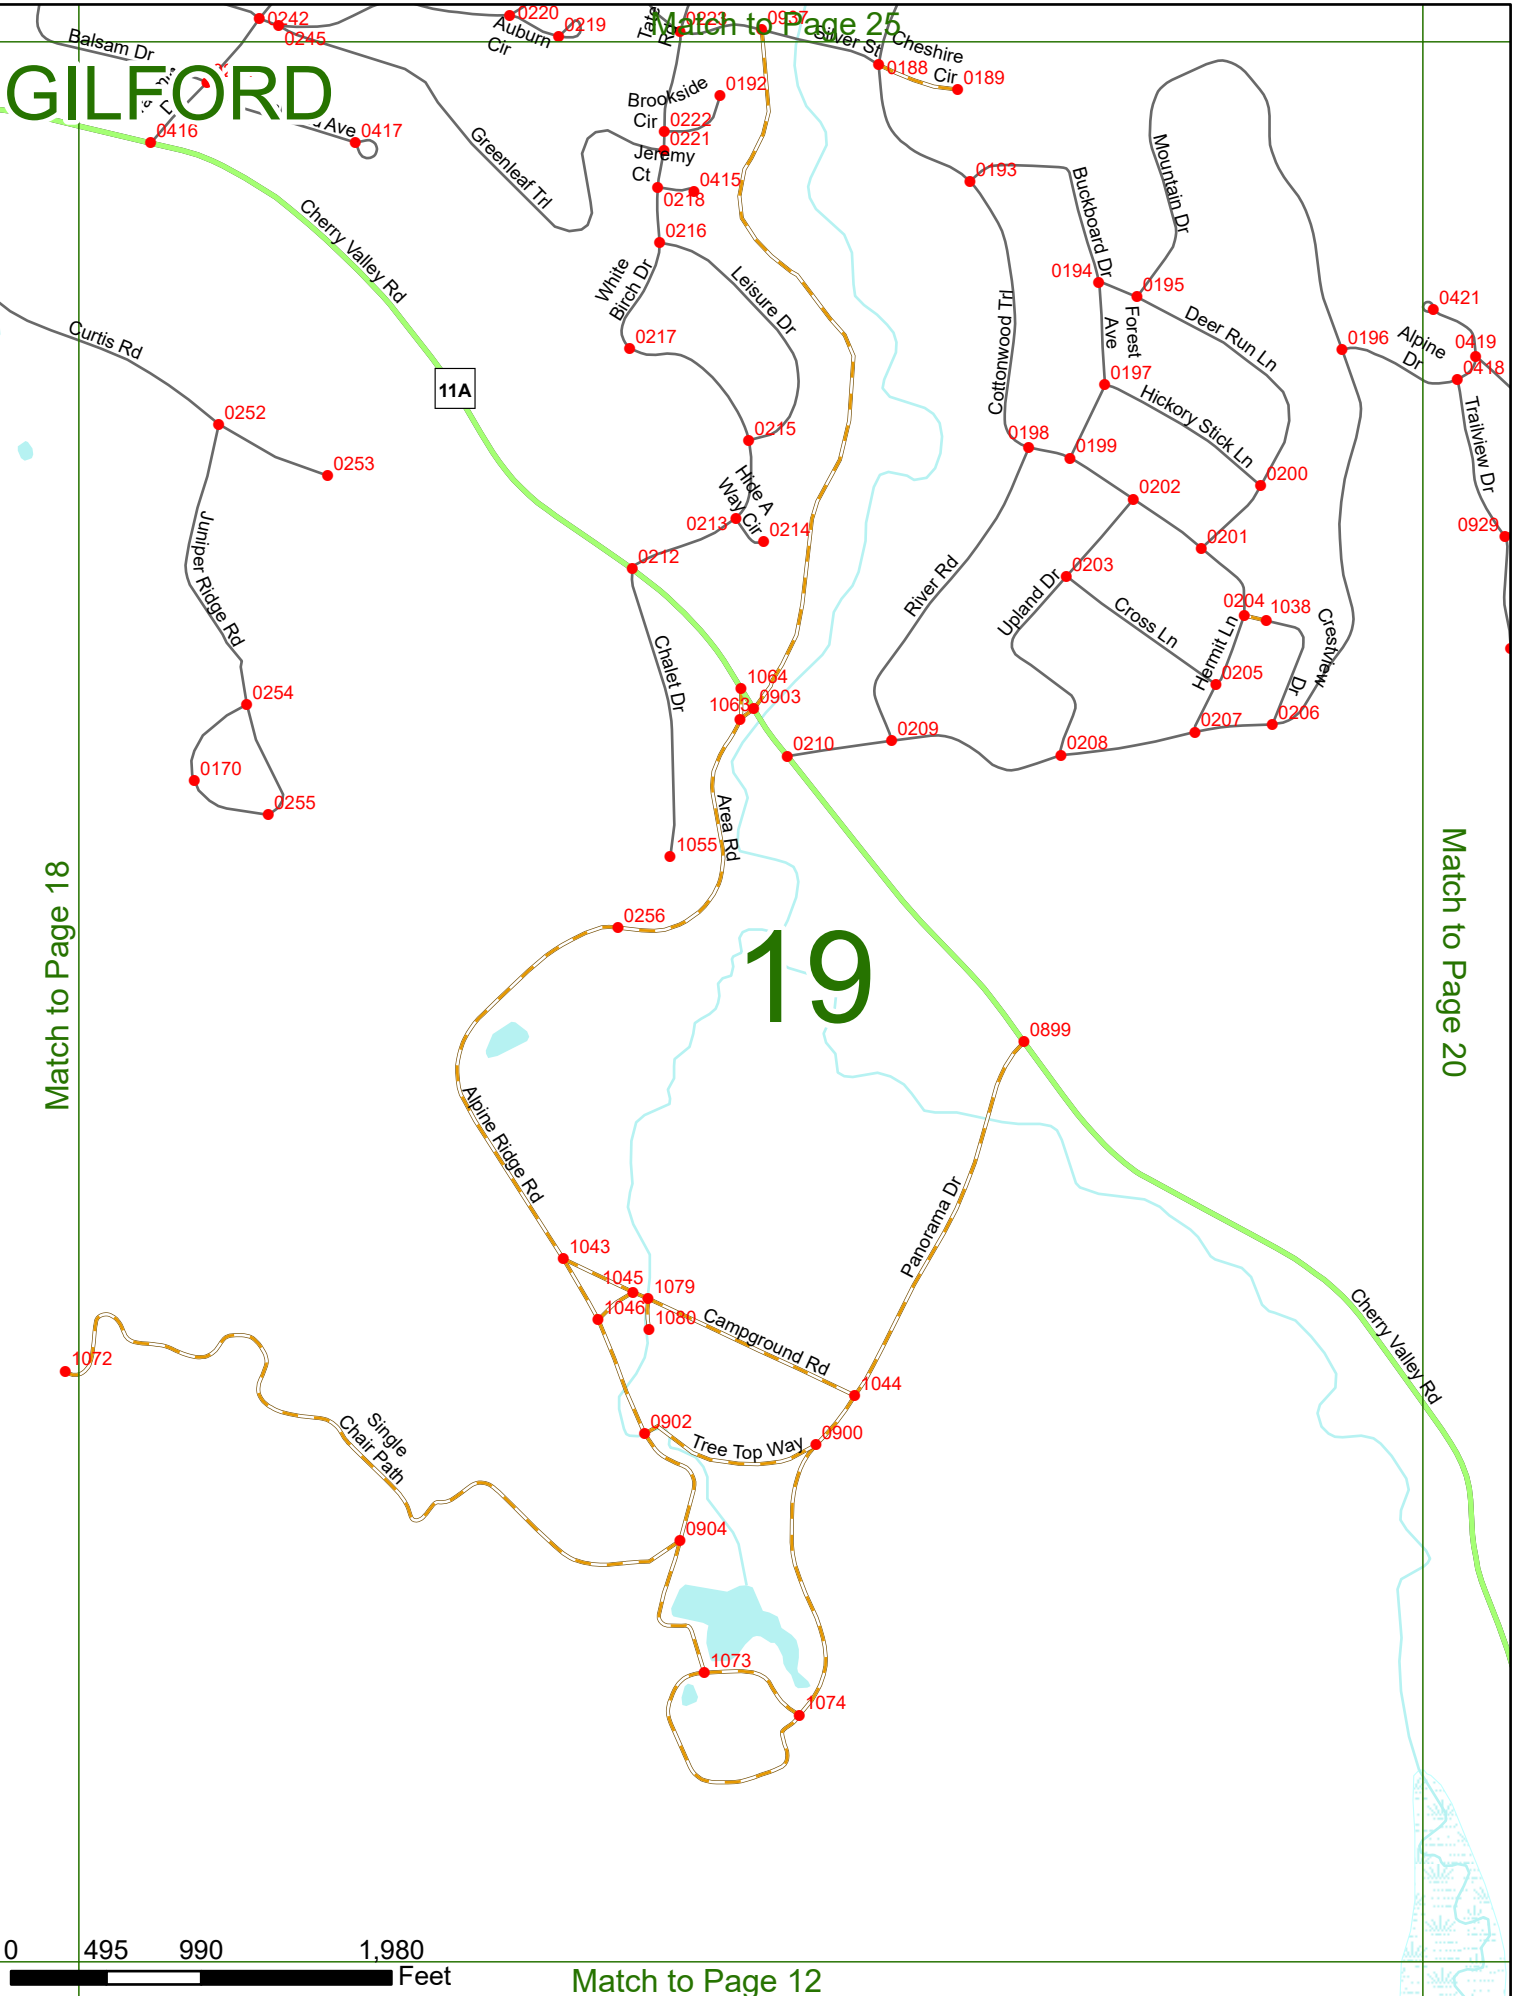 0242
0220
0223
0937
Match to Page 25
Balsam Dr
0245
Auburn
Cir
0219
Tate
Rd
Silver St
Cheshire
Cir
0188
0189
GILFORD
Ave
0416
0417
Greenleaf Trl
Brookside
Cir
0192
0222
0221
Jeremy
Ct
0415
0218
0193
Buckboard Dr
Mountain Dr
Cherry Valley Rd
0216
White
Birch Dr
Leisure Dr
0217
0194
0195
Forest
Ave
Deer Run Ln
Cottonwood Trl
0196
0421
Alpine
Dr
0419
0418
Trailview Dr
Curtis Rd
11A
0197
Hickory Stick Ln
0252
0253
0215
0198
0199
0200
Hide A
Way Cir
0202
0213
0214
0929
0201
Juniper Ridge Rd
0212
River Rd
Upland Dr
0203
Cross Ln
0204
1038
Hermit Ln
Crestview
Dr
Chalet Dr
0205
1064
1063
0903
0254
0210
0209
0208
0207
0206
0170
0255
Area Rd
1055
Match to Page 18
Match to Page 20
0256
19
0899
Alpine Ridge Rd
Panorama Dr
1043
1045
1079
1046
1080
Campground Rd
Cherry Valley Rd
1072
1044
Single
Chair Path
0902
Tree Top Way
0900
0904
1073
1074
0 495 990 1,980
Feet
Match to Page 12